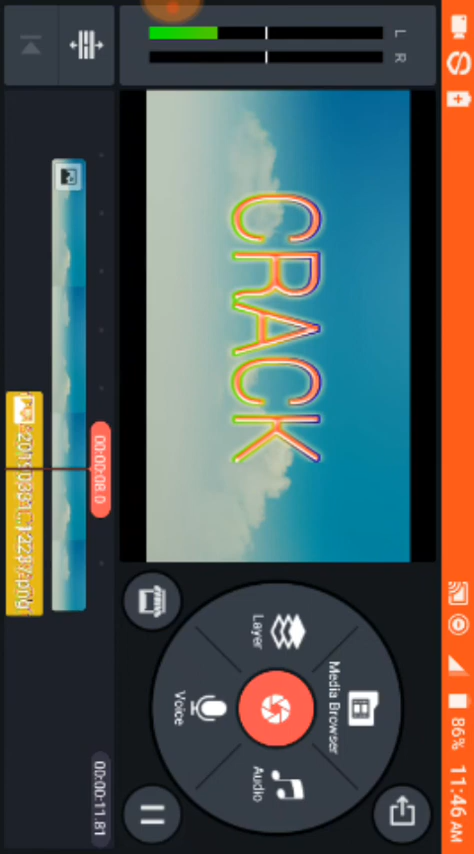 86% 11:46 AM
L
R
CRACK
Media Browser
Layer
Audio
Voice
00:00:08.0
00:00:11.81